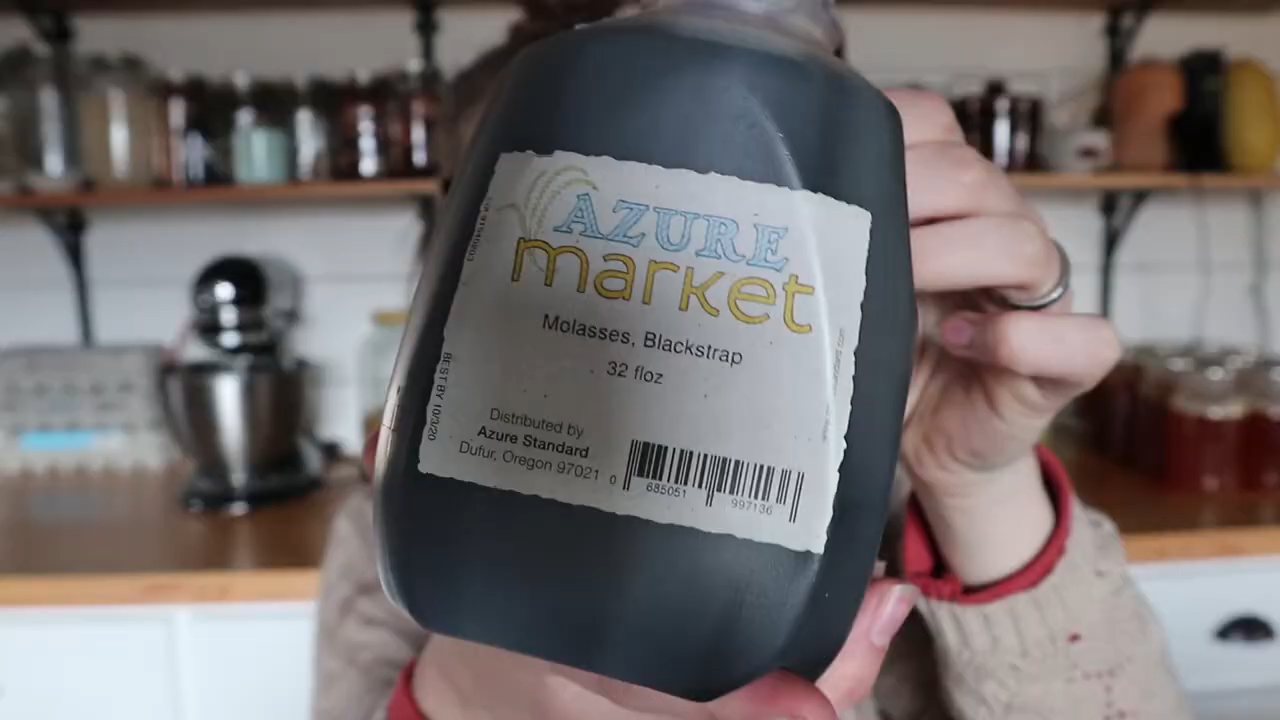 AZURE
market
Molasses, Blackstrap
32 floz
BEST BY 10/3/20
Distributed by
Azure Standard
Dufur, Oregon 97021
0 685051 997136